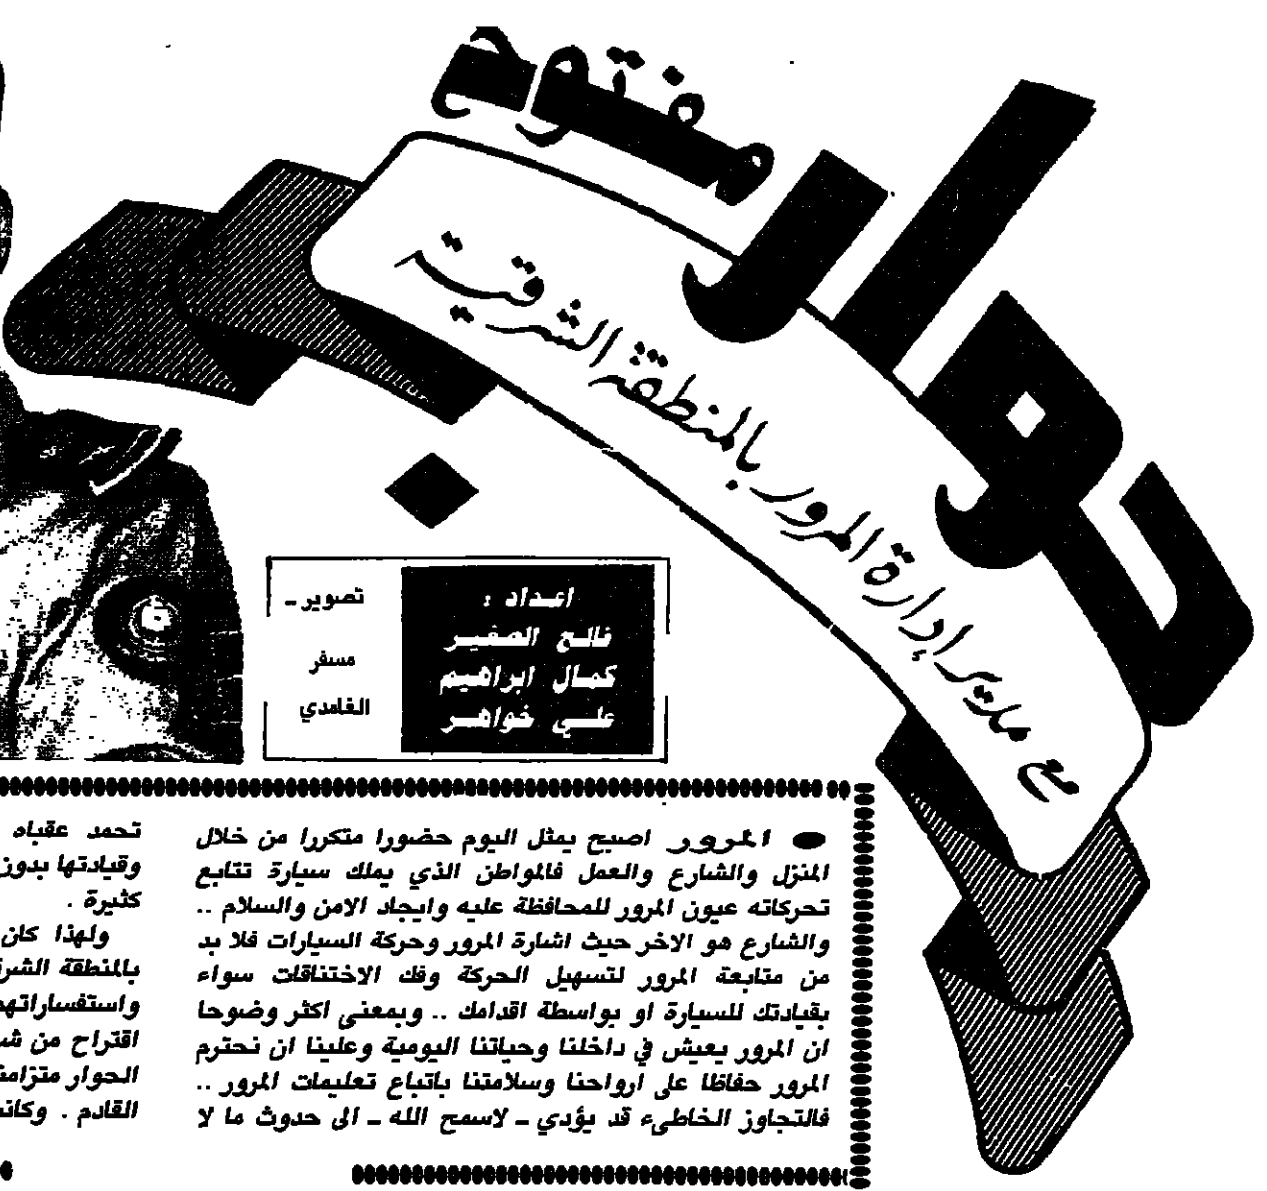 حوار مفتوح
مع مدير إدارة المرور بالمنطقة الشرقية
اعداد :
فالح الصغير
كمال ابراهيم
علي خواهر
تصوير ـ
مسفر
الغامدي
● المرور اصبح يمثل اليوم حضورا متكررا من خلال
المنزل والشارع والعمل فالمواطن الذي يملك سيارة تتابع
تحركاته عيون المرور للمحافظة عليه وايجاد الامن والسلام ..
والشارع هو الاخر حيث اشارة المرور وحركة السيارات فلا بد
من متابعة المرور لتسهيل الحركة وفك الاختناقات سواء
بقيادتك للسيارة او بواسطة اقدامك .. وبمعنى اكثر وضوحا
ان المرور يعيش في داخلنا وحياتنا اليومية وعلينا ان نحترم
المرور حفاظا على ارواحنا وسلامتنا باتباع تعليمات المرور ..
فالتجاوز الخاطىء قد يؤدي ـ لاسمح الله ـ الى حدوث ما لا
تحمد عقباه
وقيادتها بدون
كثيرة .
ولهذا كان
بالمنطقة الشر
واستفساراتهم
اقتراح من
الحوار
القادم .